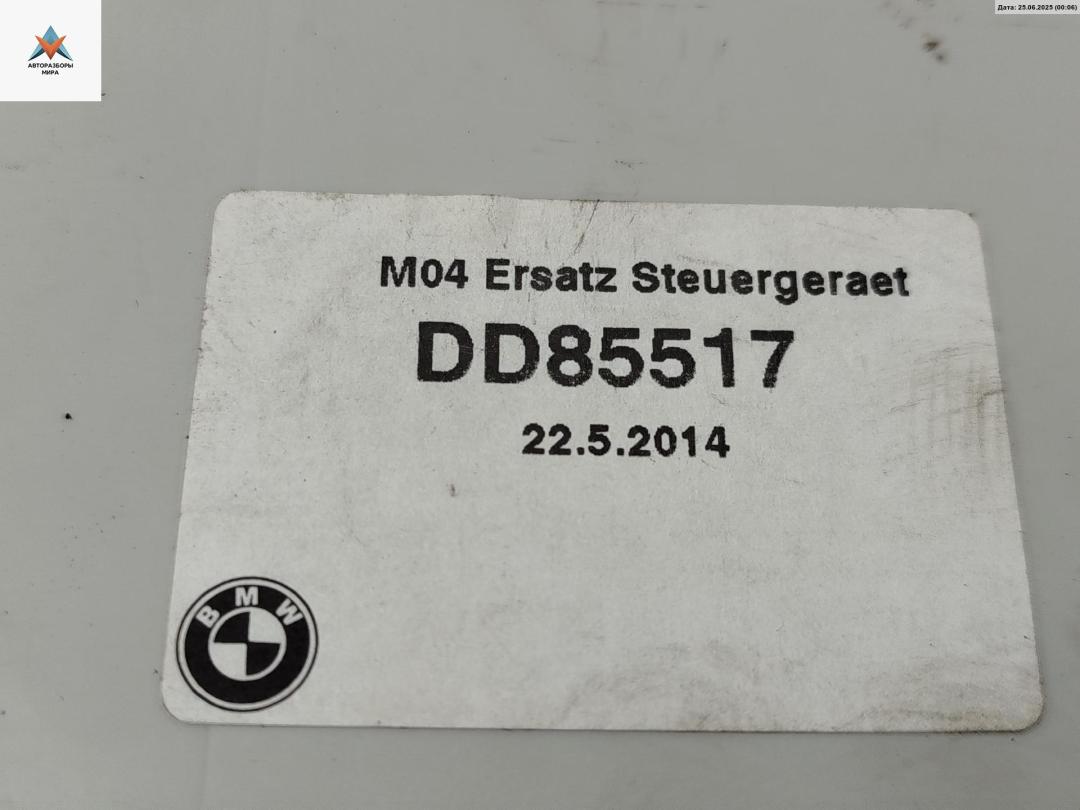 Дата: 25.06.2025 (00:06)
АВТОРАЗБОРЫ
МИРА
M04 Ersatz Steuergeraet
DD85517
22.5.2014
BMW